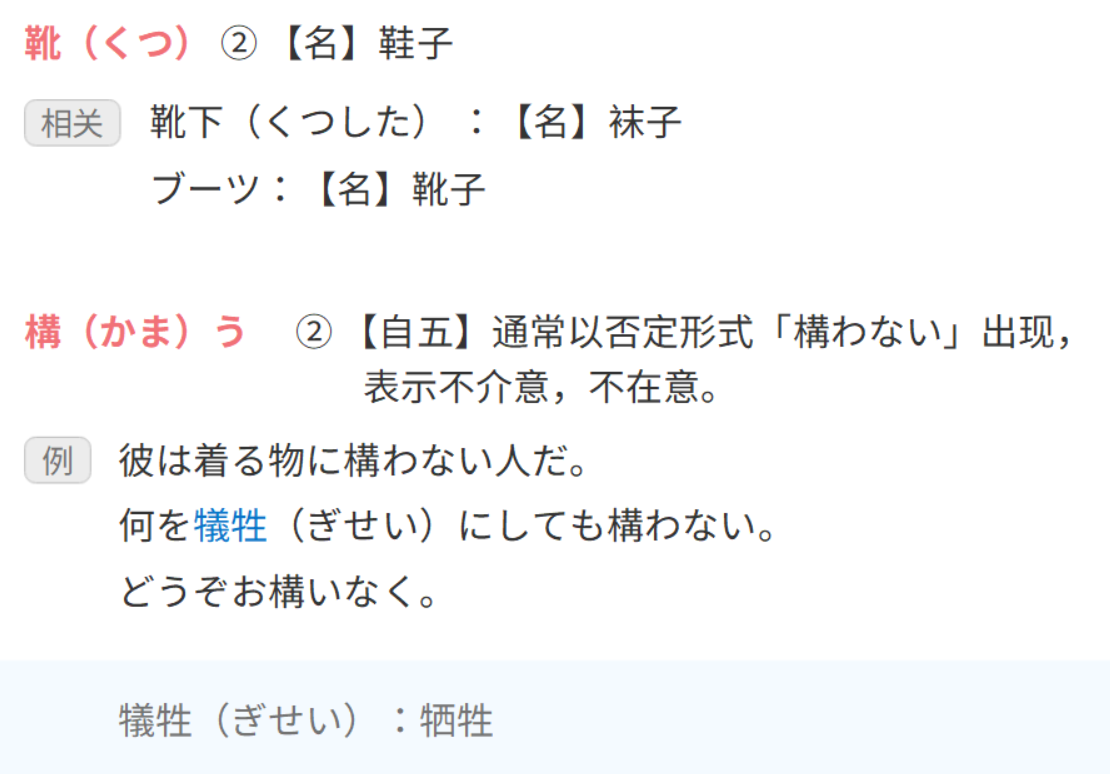 靴（くつ） ② 【名】鞋子
相关 靴下（くつした） ：【名】袜子
ブーツ：【名】靴子
構（かま）う ② 【自五】通常以否定形式「構わない」出现，
表示不介意，不在意。
例 彼は着る物に構わない人だ。
何を犠牲（ぎせい）にしても構わない。
どうぞお構いなく。
犠牲（ぎせい）：牺牲